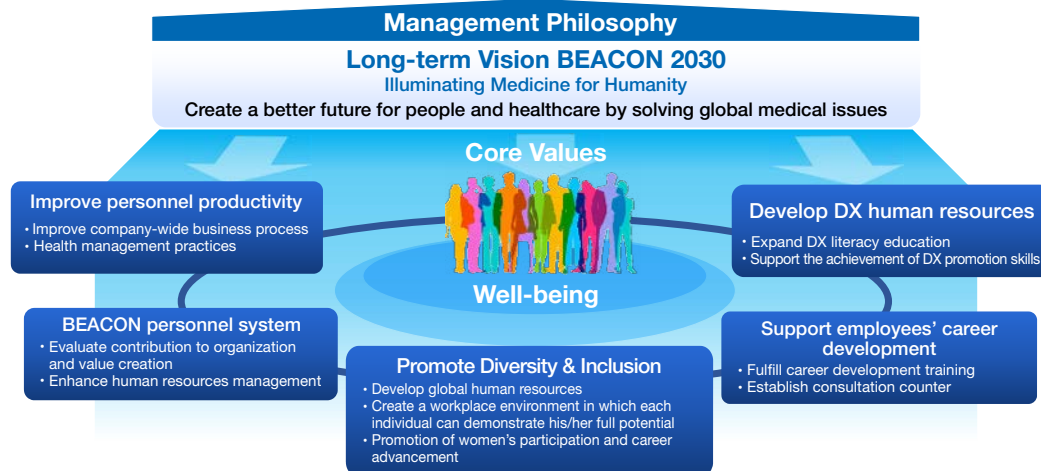 Management Philosophy
Long-term Vision BEACON 2030
Illuminating Medicine for Humanity
Create a better future for people and healthcare by solving global medical issues
Core Values
Well-being
Improve personnel productivity
• Improve company-wide business process
• Health management practices
Develop DX human resources
• Expand DX literacy education
• Support the achievement of DX promotion skills
BEACON personnel system
• Evaluate contribution to organization
and value creation
• Enhance human resources management
Promote Diversity & Inclusion
• Develop global human resources
• Create a workplace environment in which each
individual can demonstrate his/her full potential
• Promotion of women's participation and career
advancement
Support employees' career
development
• Fulfill career development training
• Establish consultation counter